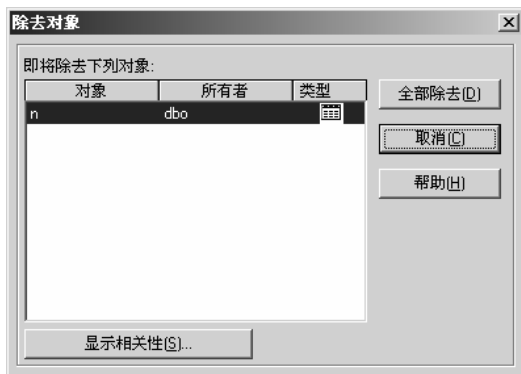 除去对象
即将除去下列对象:
对象 所有者 类型
n dbo
全部除去(D)
取消(C)
帮助(H)
显示相关性(S)...